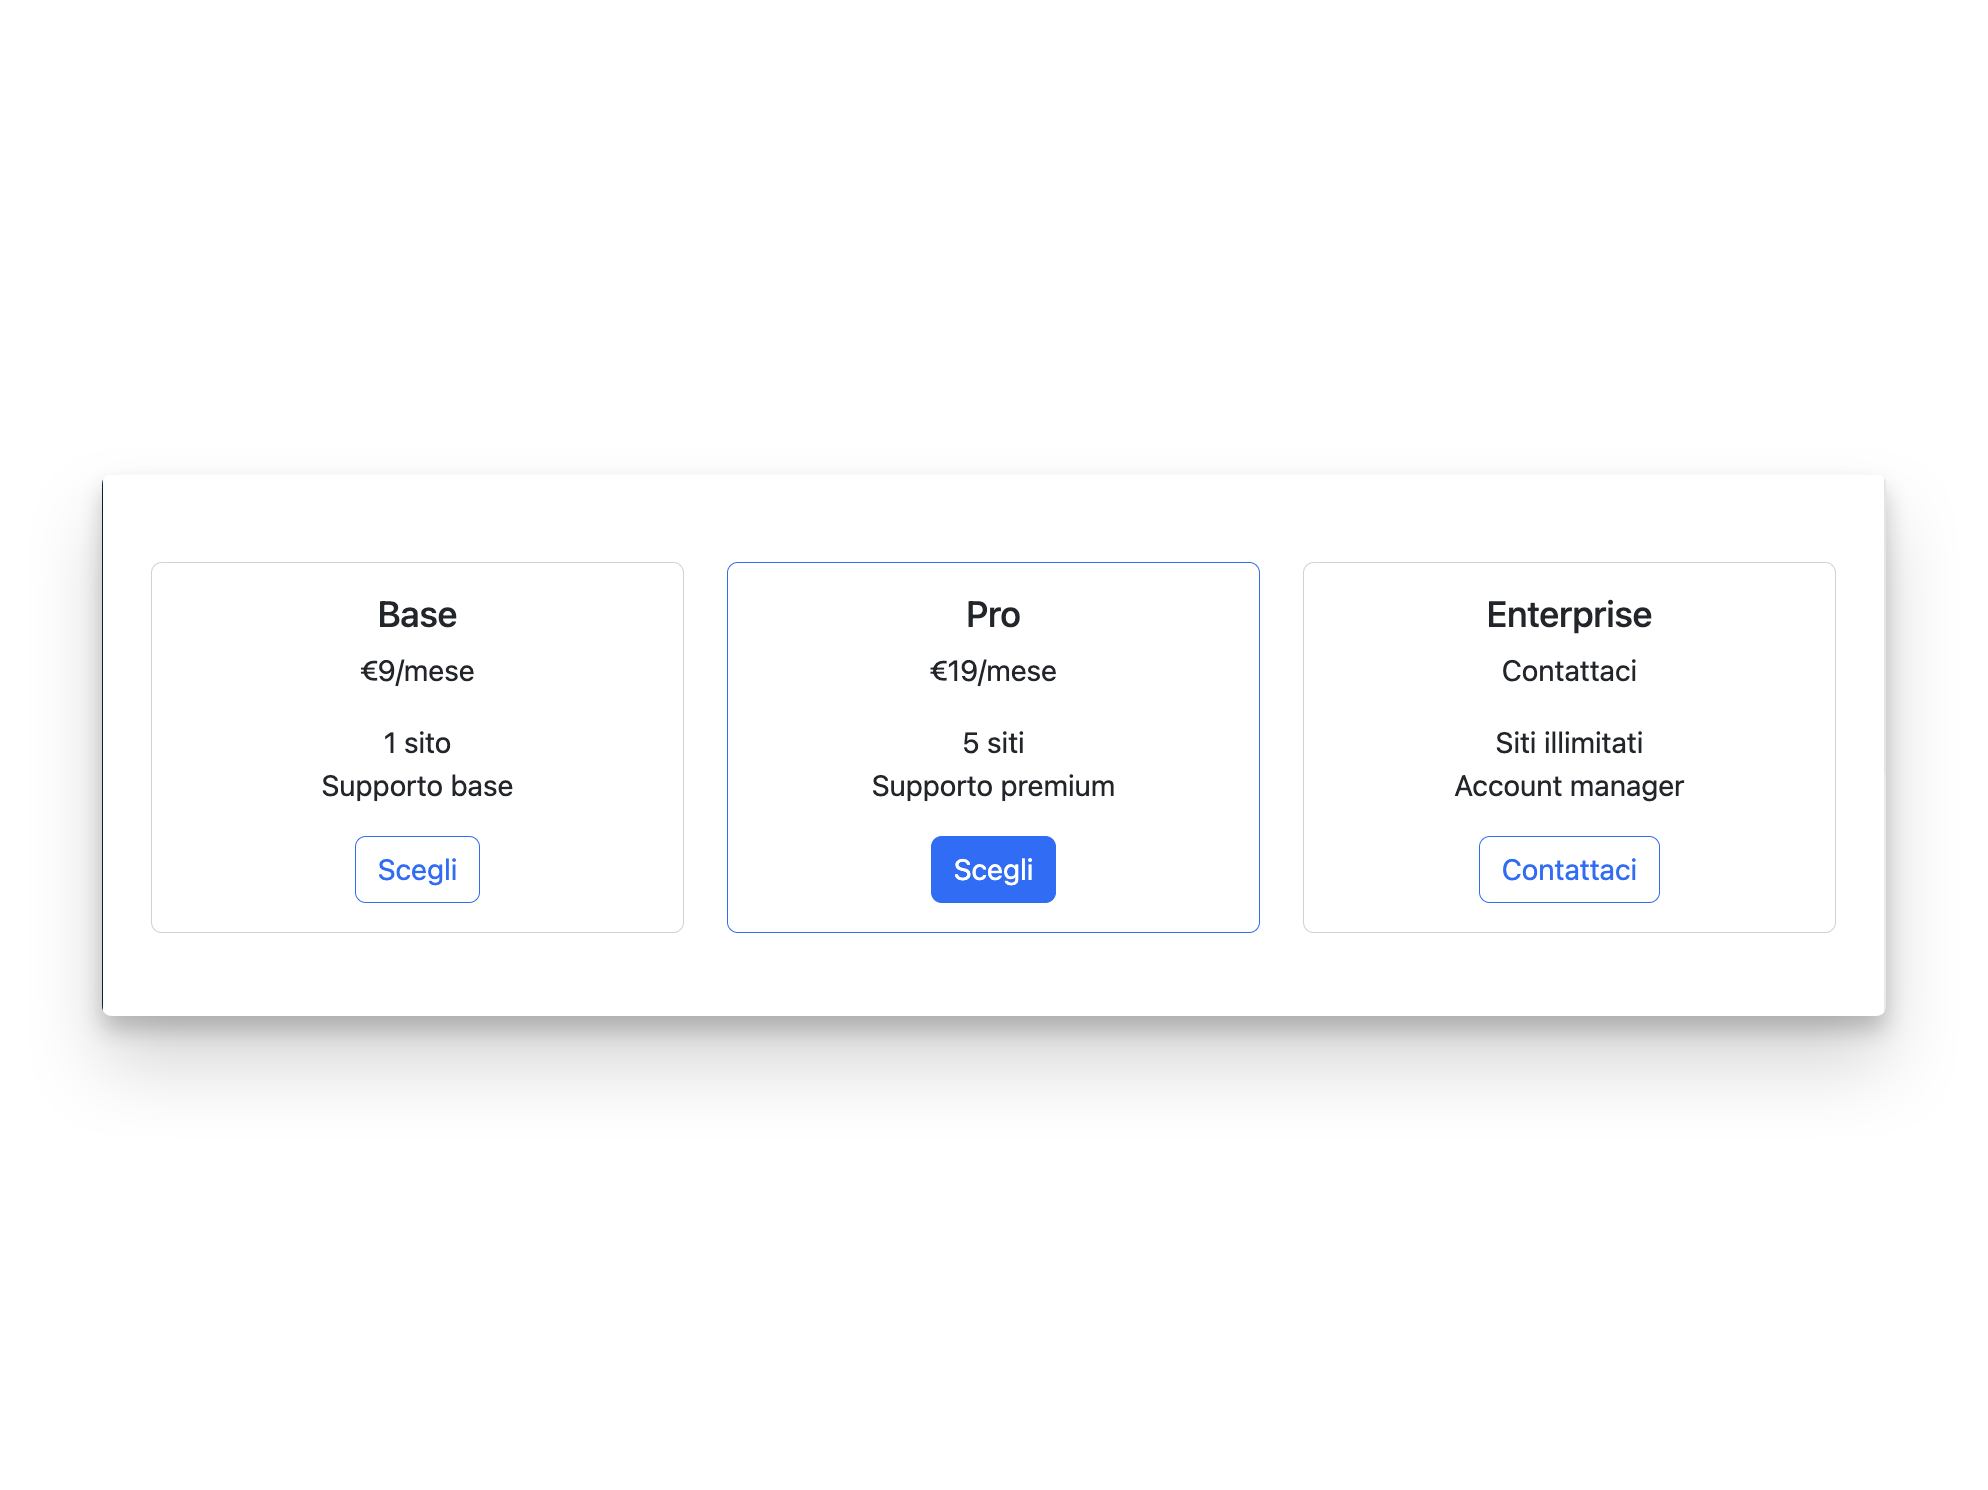 Base
€9/mese
1 sito
Supporto base
Scegli
Pro
€19/mese
5 siti
Supporto premium
Scegli
Enterprise
Contattaci
Siti illimitati
Account manager
Contattaci